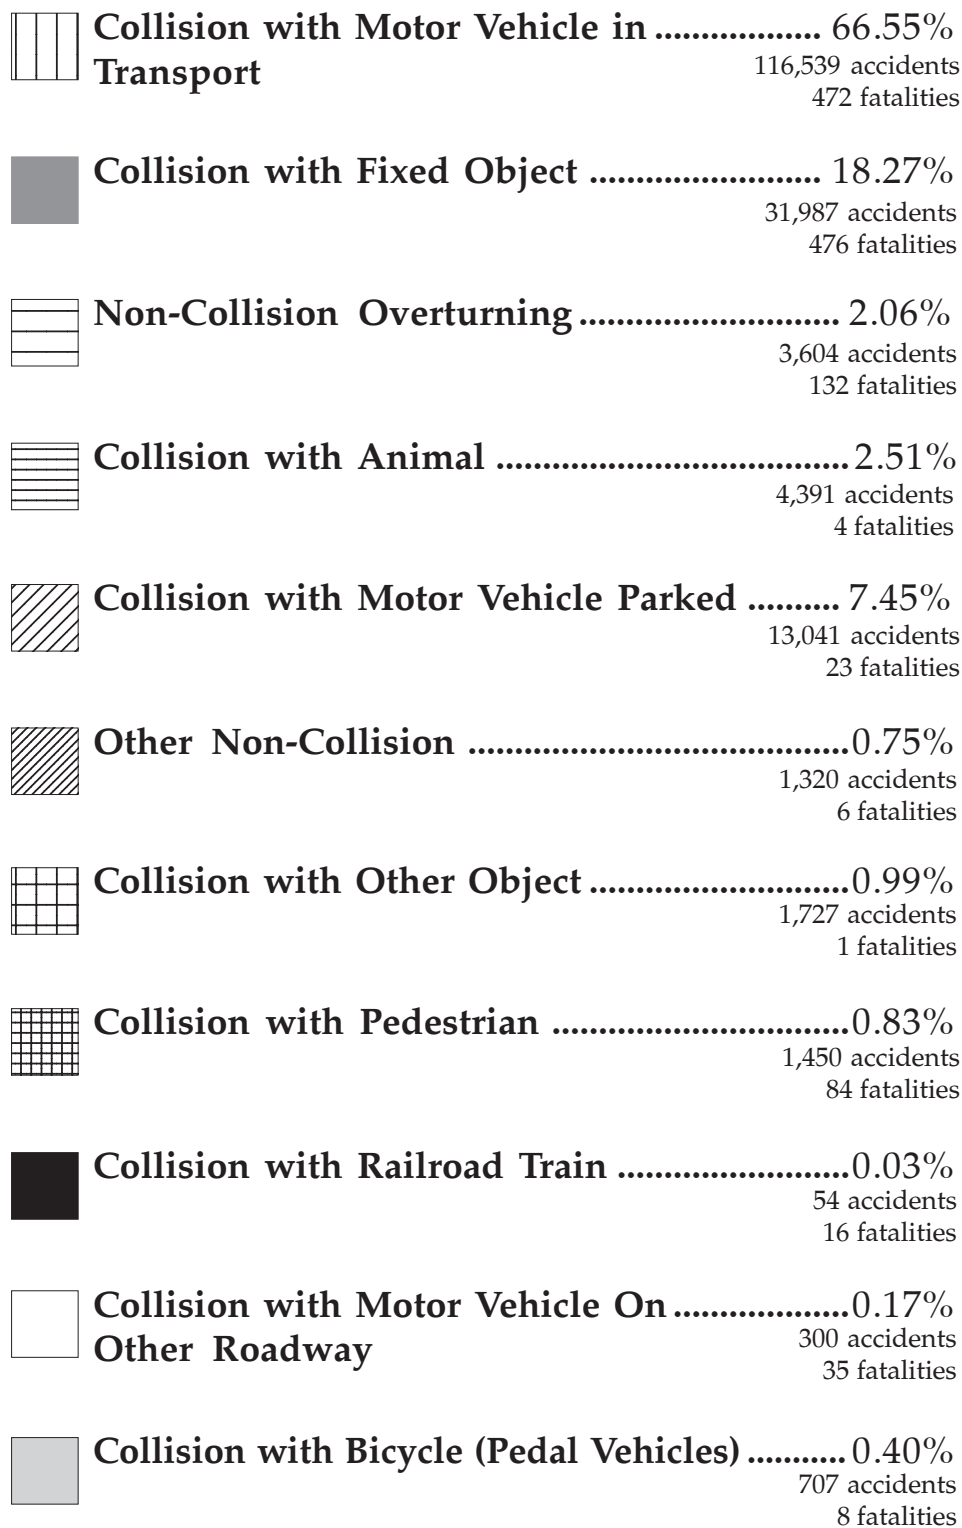 Collision with Motor Vehicle in .................. 66.55%
Transport
116,539 accidents
472 fatalities
Collision with Fixed Object ......................... 18.27%
31,987 accidents
476 fatalities
Non-Collision Overturning ............................ 2.06%
3,604 accidents
132 fatalities
Collision with Animal ...................................... 2.51%
4,391 accidents
4 fatalities
Collision with Motor Vehicle Parked .......... 7.45%
13,041 accidents
23 fatalities
Other Non-Collision ......................................... 0.75%
1,320 accidents
6 fatalities
Collision with Other Object ............................ 0.99%
1,727 accidents
1 fatalities
Collision with Pedestrian ................................ 0.83%
1,450 accidents
84 fatalities
Collision with Railroad Train ......................... 0.03%
54 accidents
16 fatalities
Collision with Motor Vehicle On ................... 0.17%
Other Roadway
300 accidents
35 fatalities
Collision with Bicycle (Pedal Vehicles) ........... 0.40%
707 accidents
8 fatalities